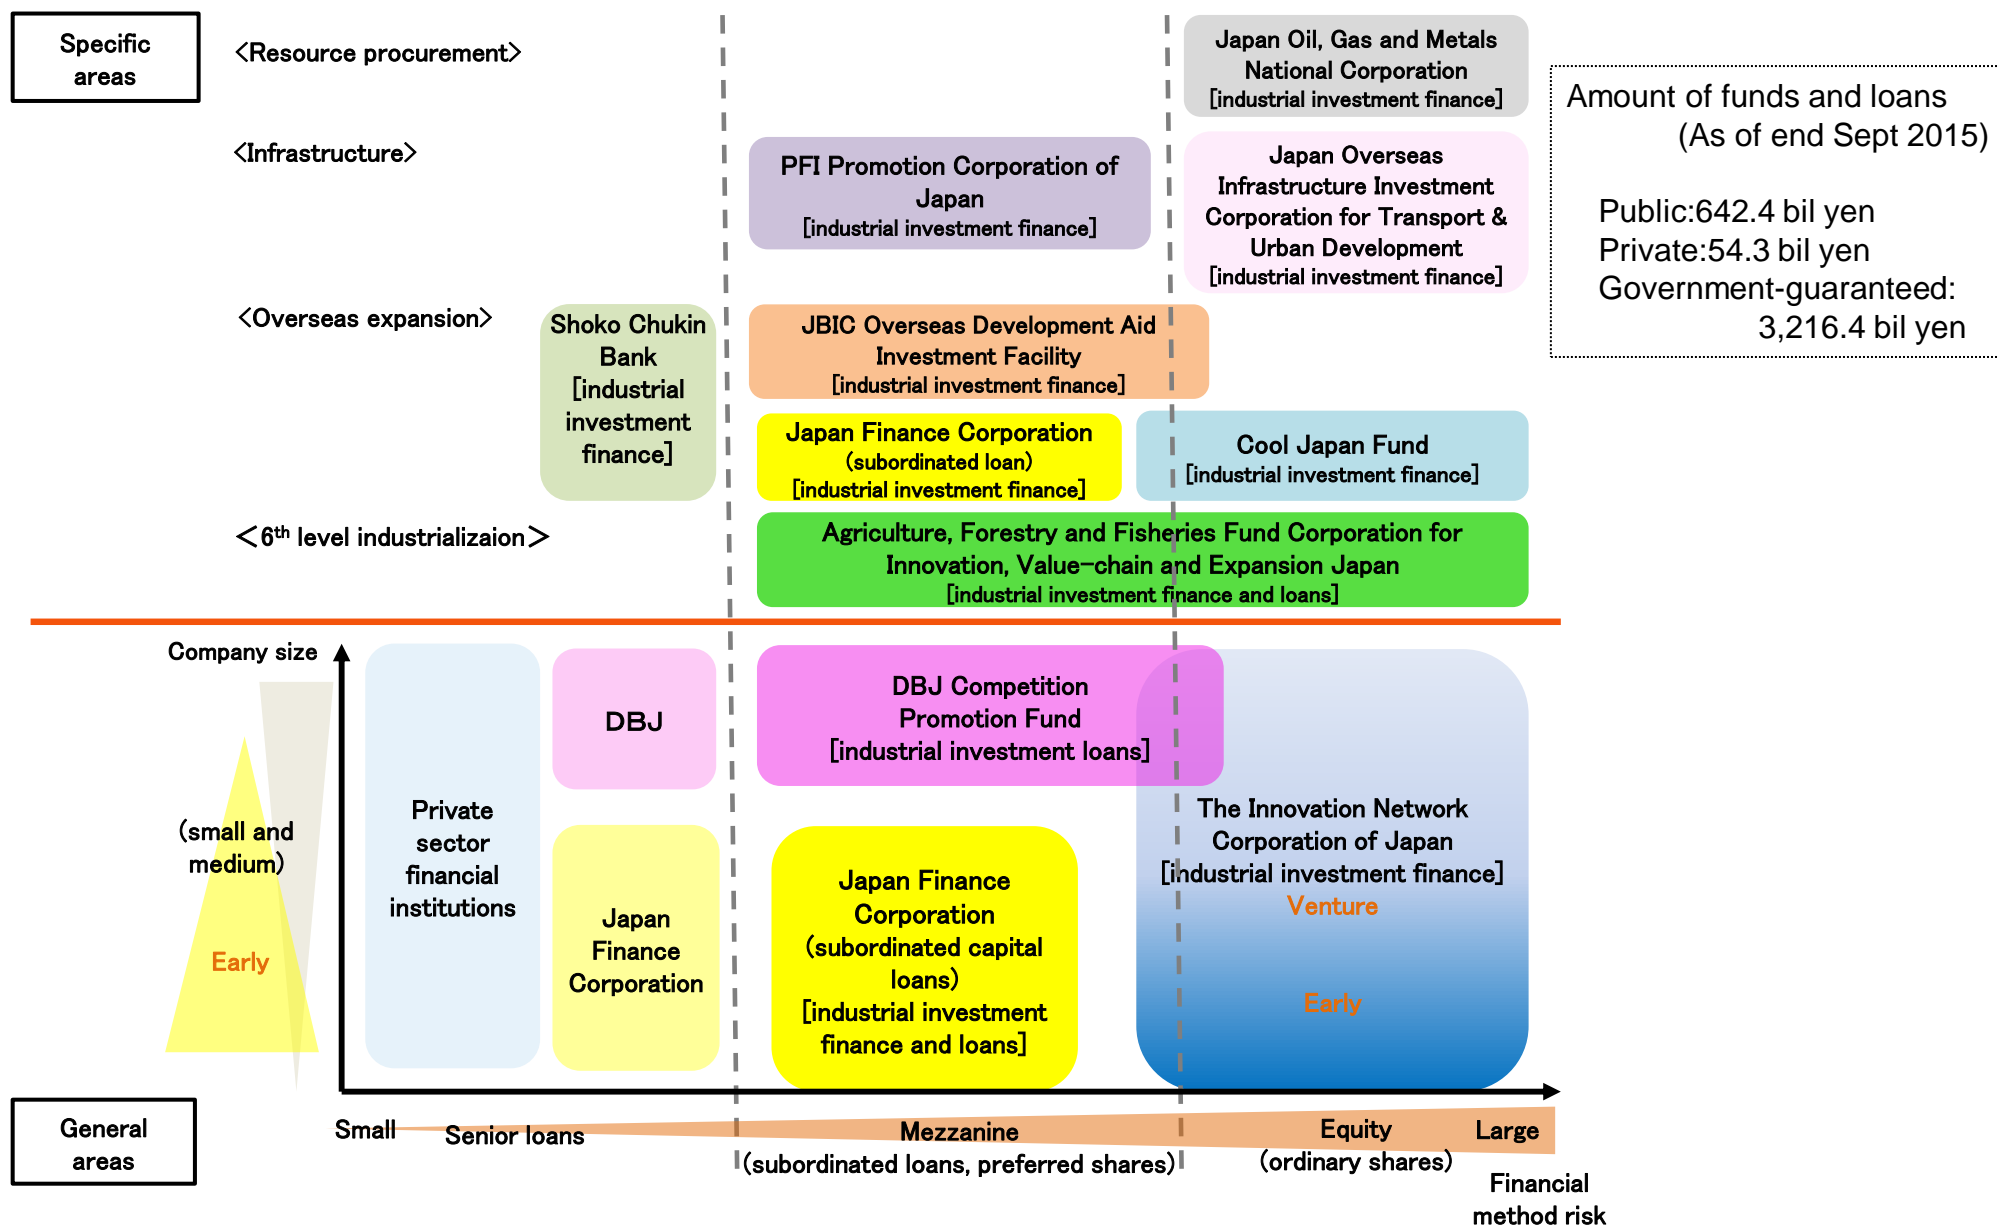 Specific
areas
<Resource procurement>
Japan Oil, Gas and Metals
National Corporation
[industrial investment finance]
Amount of funds and loans
(As of end Sept 2015)
Public:642.4 bil yen
Private:54.3 bil yen
Government-guaranteed:
3,216.4 bil yen
<Infrastructure>
PFI Promotion Corporation of
Japan
[industrial investment finance]
Japan Overseas
Infrastructure Investment
Corporation for Transport &
Urban Development
[industrial investment finance]
<Overseas expansion>
Shoko Chukin
Bank
[industrial
investment
finance]
JBIC Overseas Development Aid
Investment Facility
[industrial investment finance]
Japan Finance Corporation
(subordinated loan)
[industrial investment finance]
Cool Japan Fund
[industrial investment finance]
<6th level industrializaion>
Agriculture, Forestry and Fisheries Fund Corporation for
Innovation, Value-chain and Expansion Japan
[industrial investment finance and loans]
Company size
(small and
medium)
Early
Private
sector
financial
institutions
DBJ
Japan
Finance
Corporation
DBJ Competition
Promotion Fund
[industrial investment loans]
Japan Finance
Corporation
(subordinated capital
loans)
[industrial investment
finance and loans]
The Innovation Network
Corporation of Japan
[industrial investment finance]
Venture
Early
General
areas
Small
Senior loans
Mezzanine
(subordinated loans, preferred shares)
Equity
(ordinary shares)
Large
Financial
method risk